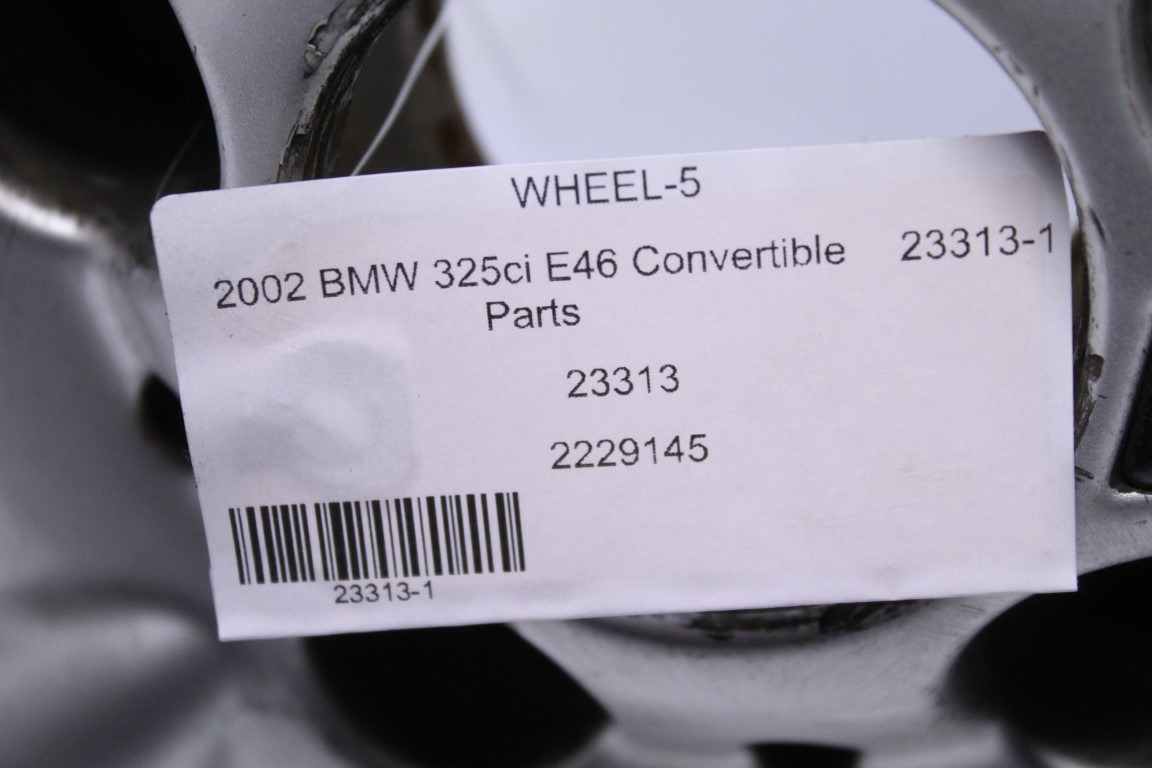 WHEEL-5
2002 BMW 325ci E46 Convertible 23313-1
Parts
23313
2229145
23313-1